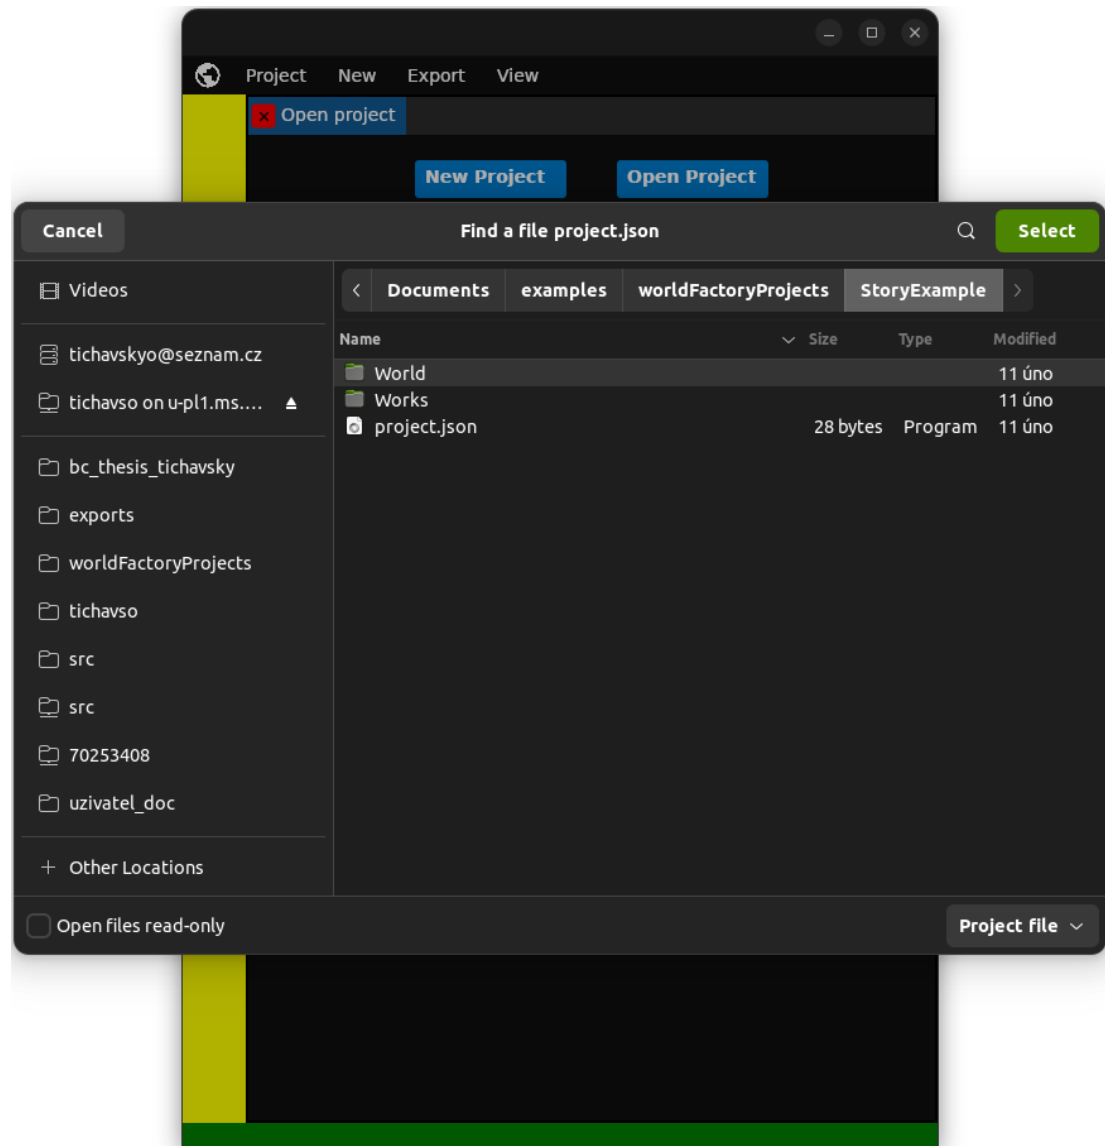 Project New Export View
Open project
New Project Open Project
Cancel Find a file project.json Select
Videos
tichavskyo@seznam.cz
tichavso on u-pl1.ms....
bc_thesis_tichavsky
exports
worldFactoryProjects
tichavso
src
src
70253408
uzivatel_doc
Other Locations
Documents examples worldFactoryProjects StoryExample
Name Size Type Modified
World 11 úno
Works 11 úno
project.json 28 bytes Program 11 úno
Open files read-only Project file